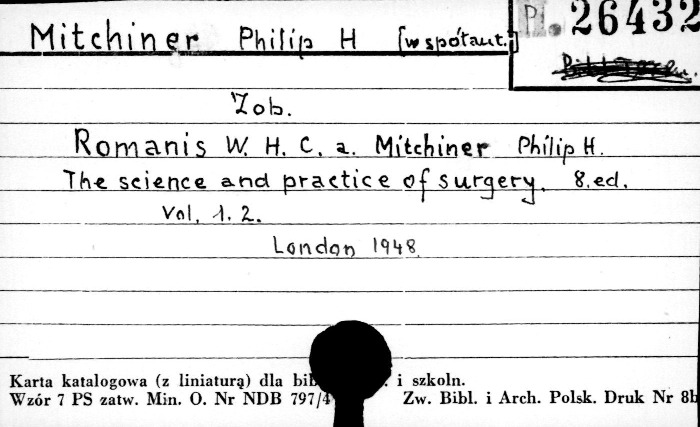 Mitchiner Philip H [współaut.]
26432
Zob.
Romanis W. H. C. a. Mitchiner Philip H.
The science and practice of surgery. 8. ed.
Vol. 1. 2.
London 1948
Karta katalogowa (z liniaturą) dla i szkoln.
Wzór 7 PS zatw. Min. O. Nr NDB 797/4 Zw. Bibl. i Arch. Polsk. Druk Nr 8b